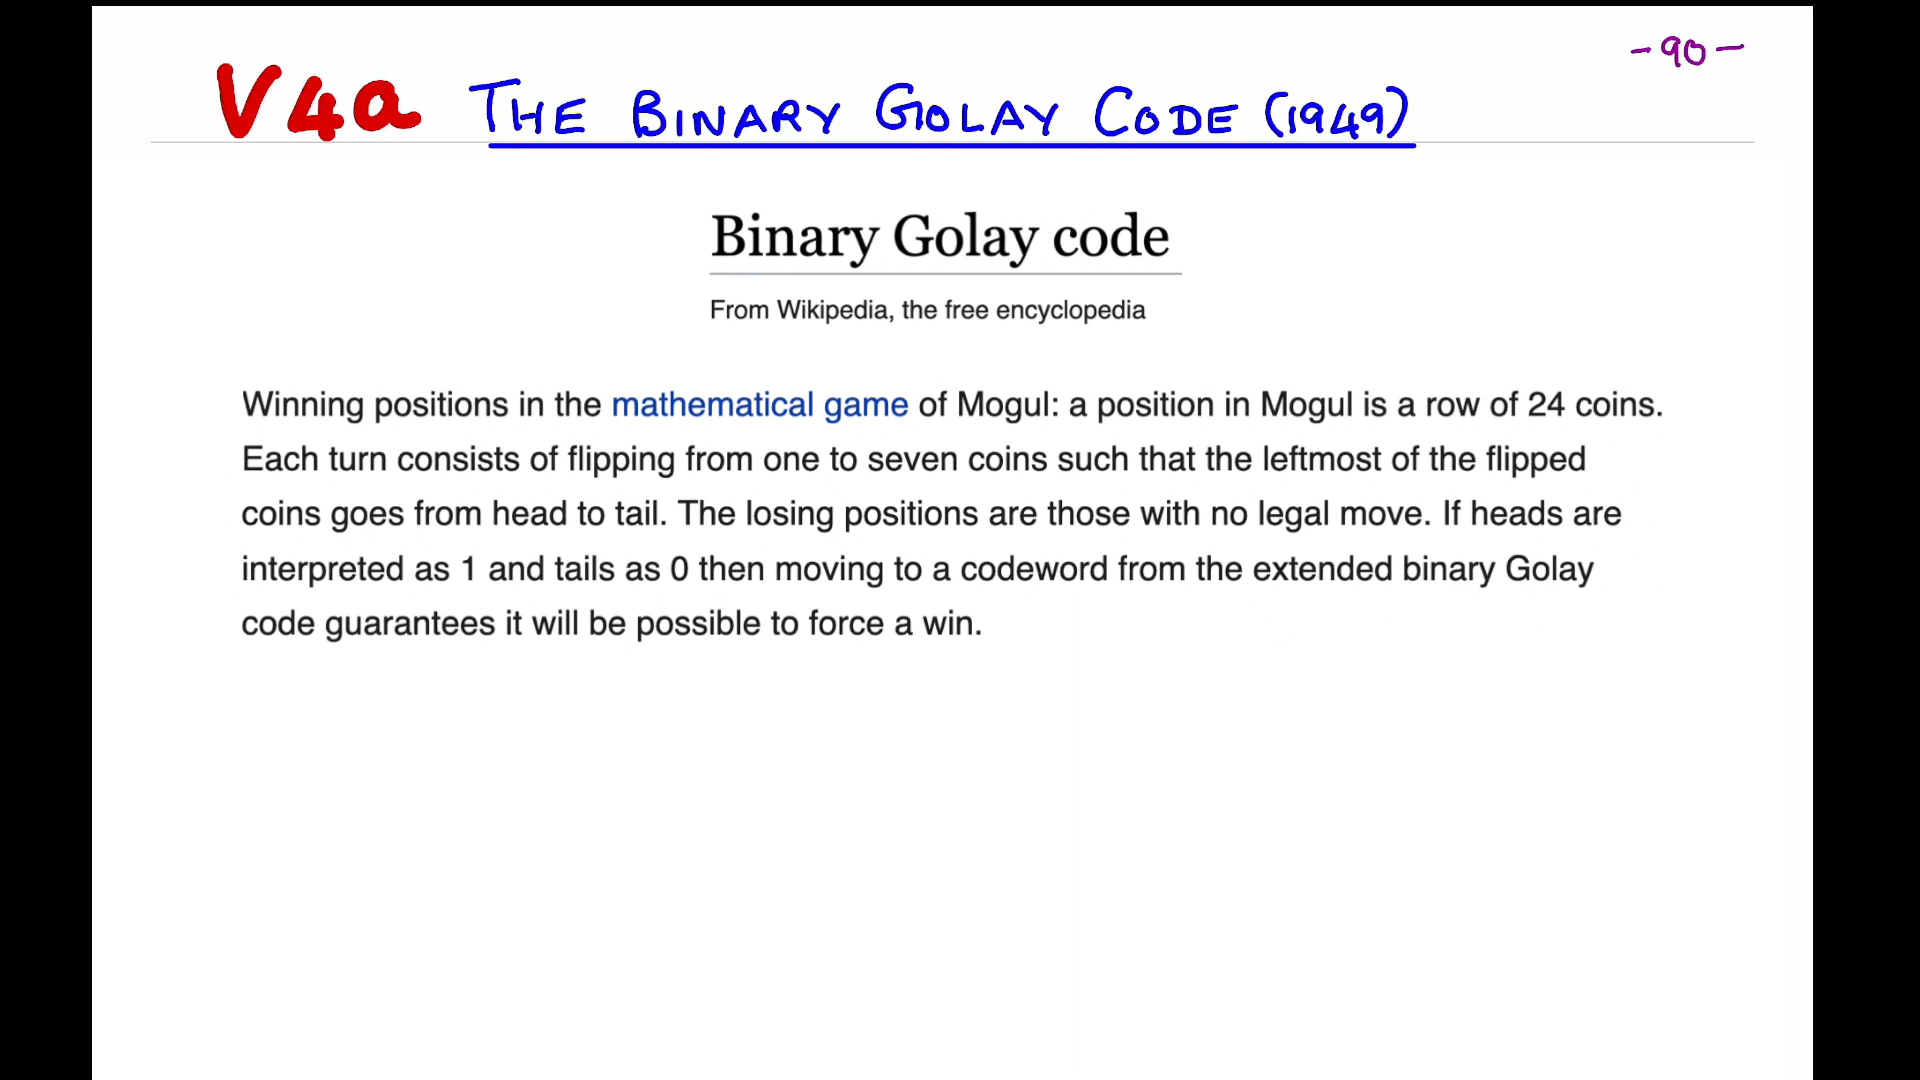 -90-
V4a THE BINARY GOLAY CODE (1949)
Binary Golay code
From Wikipedia, the free encyclopedia
Winning positions in the mathematical game of Mogul: a position in Mogul is a row of 24 coins.
Each turn consists of flipping from one to seven coins such that the leftmost of the flipped
coins goes from head to tail. The losing positions are those with no legal move. If heads are
interpreted as 1 and tails as 0 then moving to a codeword from the extended binary Golay
code guarantees it will be possible to force a win.